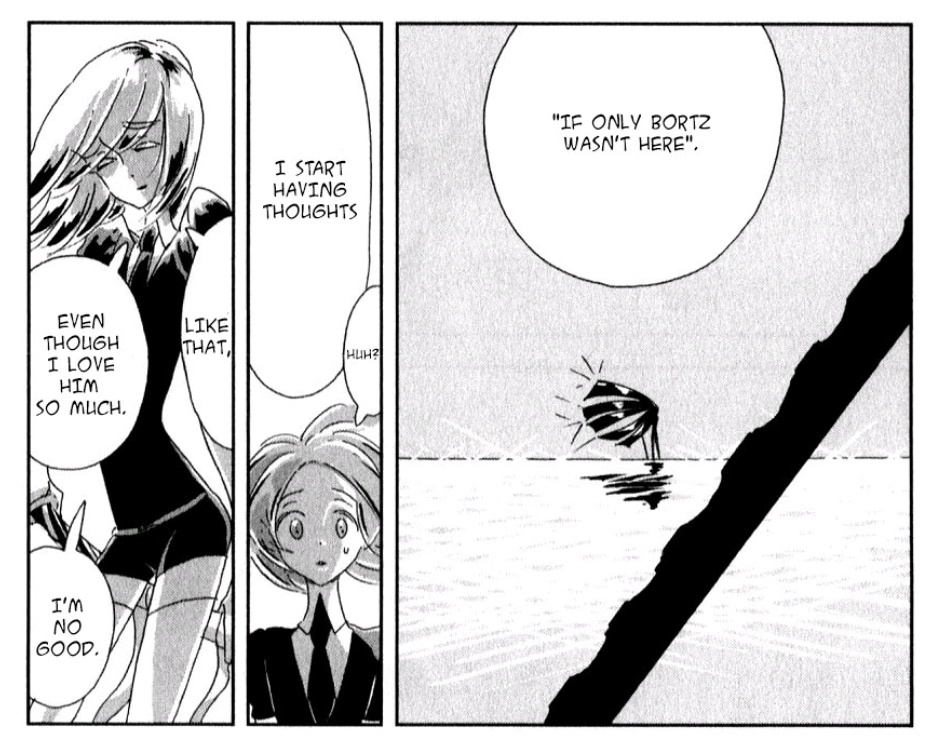 "IF ONLY BORTZ
WASN'T HERE".
I START
HAVING
THOUGHTS
HUH?
LIKE
THAT,
EVEN
THOUGH
I LOVE
HIM
SO MUCH.
I'M
NO
GOOD.